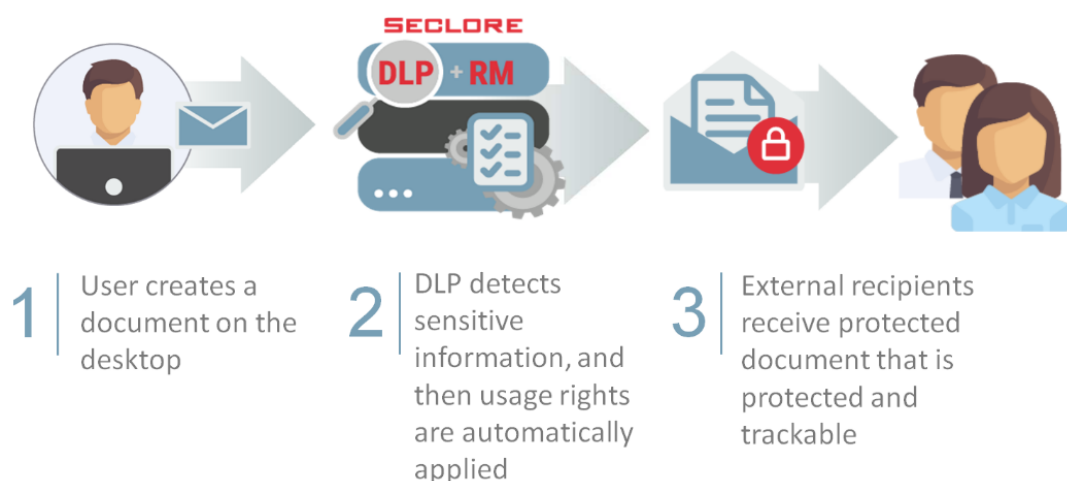 SECLORE
DLP + RM
1
User creates a
document on the
desktop
2
DLP detects
sensitive
information, and
then usage rights
are automatically
applied
3
External recipients
receive protected
document that is
protected and
trackable